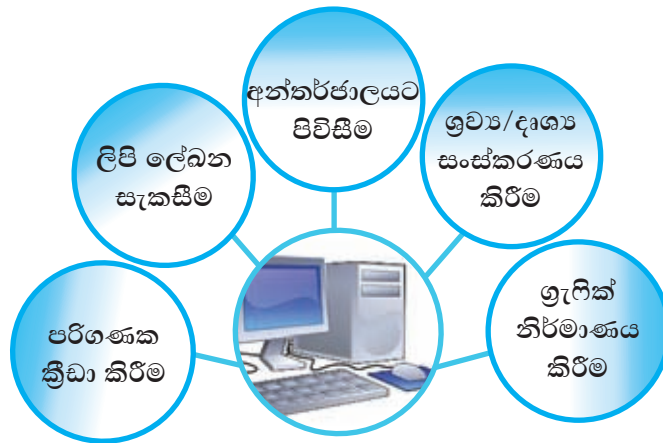 අන්තර්ජාලයට
පිවිසීම
ශ්‍රව්‍ය/දෘශ්‍ය
සංස්කරණය
කිරීම
ලිපි ලේඛන
සැකසීම
ග්‍රැෆික්
නිර්මාණය
කිරීම
පරිගණක
ක්‍රීඩා කිරීම